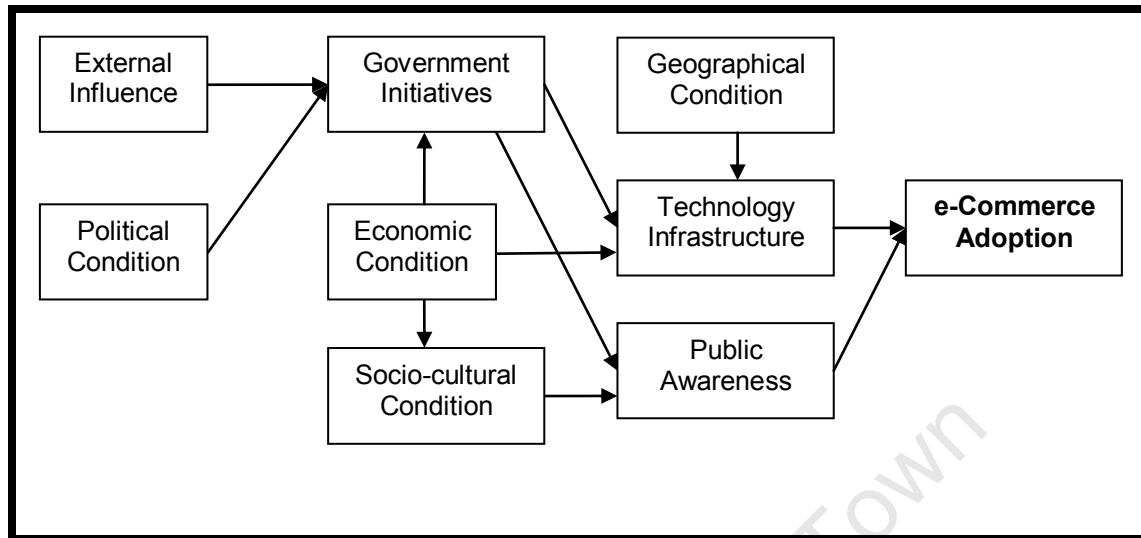 External
Influence
Government
Initiatives
Geographical
Condition
Political
Condition
Economic
Condition
Technology
Infrastructure
e-Commerce
Adoption
Socio-cultural
Condition
Public
Awareness
Town